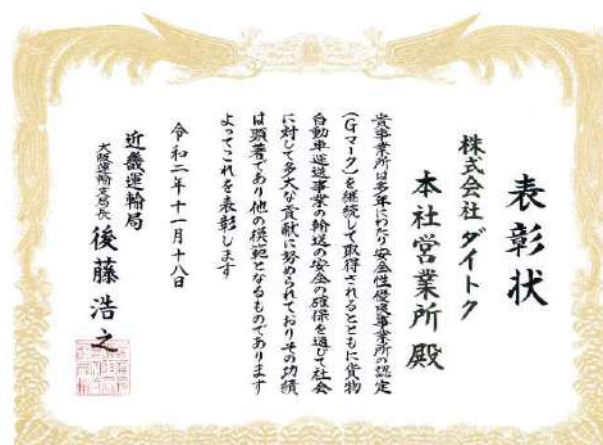 表彰状
株式会社ダイトク
本社営業所殿
貴事業所は多年にわたり安全性優良事業所の認定
(Gマーク)を継続して取得されるとともに貨物
自動車運送事業の輸送の安全の確保を通じて社会
に対して多大な貢献に努められておりその功績
は顕著であり他の模範となるものであります
よってこれを表彰します
令和二年十一月十八日
近畿運輸局
大阪運輸支局長 後藤浩之